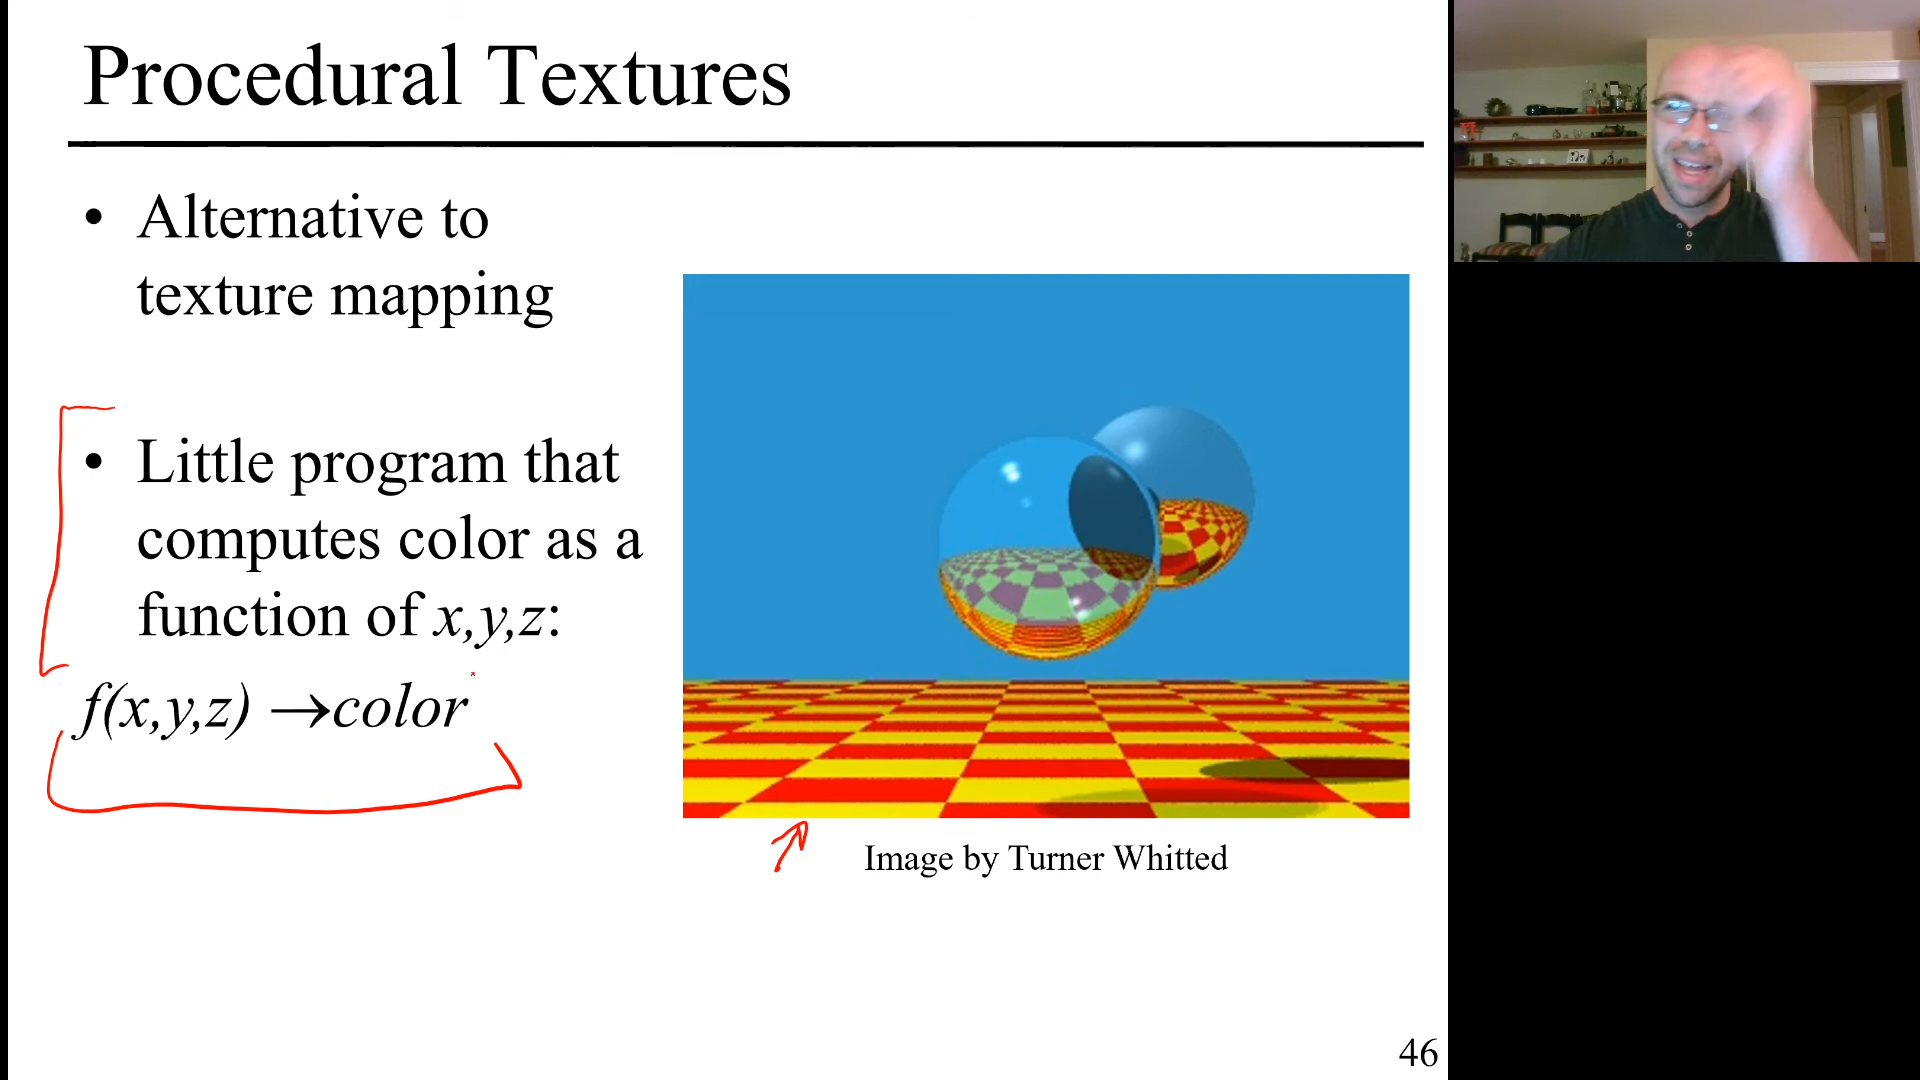 Procedural Textures
• Alternative to
texture mapping
• Little program that
computes color as a
function of x,y,z:
f(x,y,z) →color
Image by Turner Whitted
46